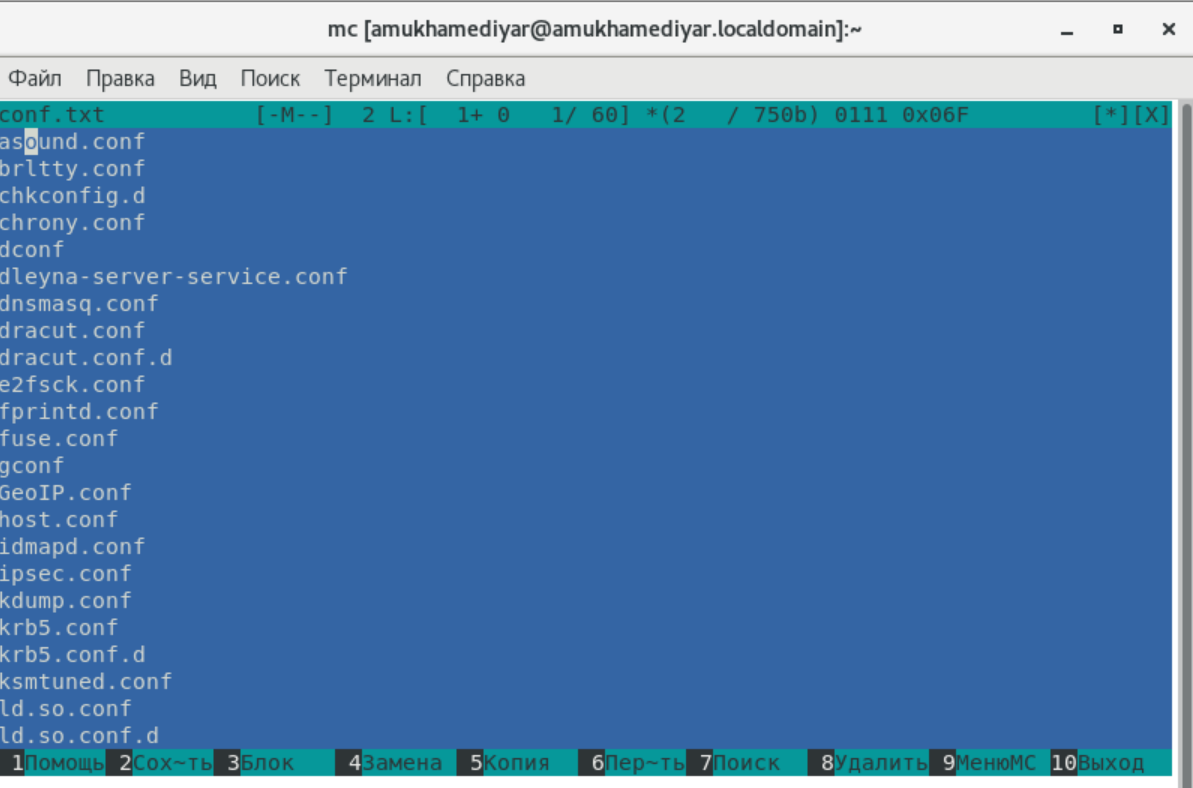 mc [amukhamediyar@amukhamediyar.localdomain]:~
Файл Правка Вид Поиск Терминал Справка
conf.txt [-M--] 2 L:[ 1+ 0 1/ 60] *(2 / 750b) 0111 0x06F [*][X]
asound.conf
brltty.conf
chkconfig.d
chrony.conf
dconf
dleyna-server-service.conf
dnsmasq.conf
dracut.conf
dracut.conf.d
e2fsck.conf
fprintd.conf
fuse.conf
gconf
GeoIP.conf
host.conf
idmapd.conf
ipsec.conf
kdump.conf
krb5.conf
krb5.conf.d
ksmtuned.conf
ld.so.conf
ld.so.conf.d
1Помощь 2Сох~ть 3Блок 4Замена 5Копия 6Пер~ть 7Поиск 8Удалить 9МенюMC 10Выход